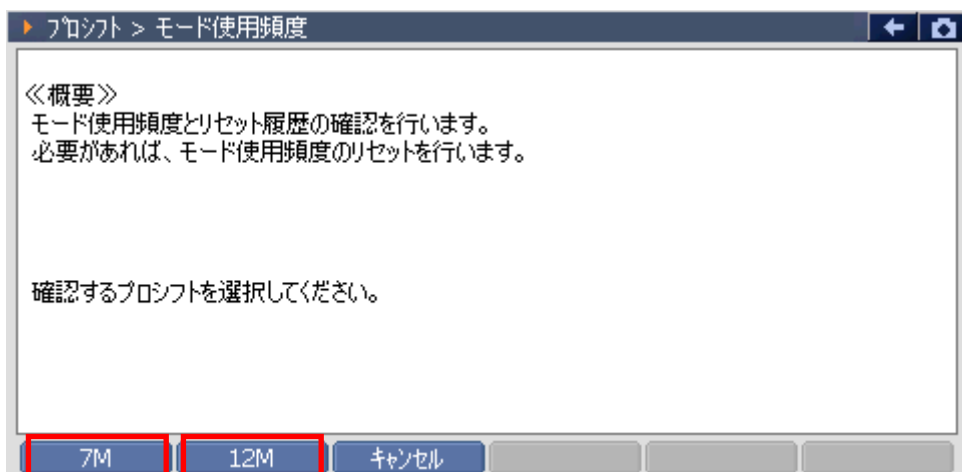 プロシフト > モード使用頻度
≪概要≫
モード使用頻度とリセット履歴の確認を行います。
必要があれば、モード使用頻度のリセットを行います。
確認するプロシフトを選択してください。
7M
12M
キャンセル